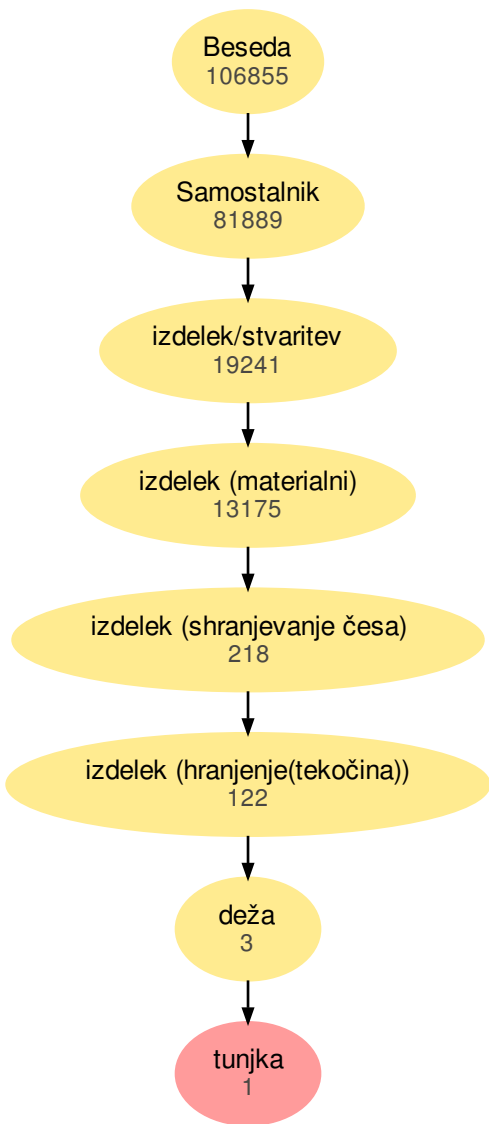 Beseda
106855
Samostalnik
81889
izdelek/stvaritev
19241
izdelek (materialni)
13175
izdelek (shranjevanje česa)
218
izdelek (hranjenje(tekočina))
122
deža
3
tunjka
1